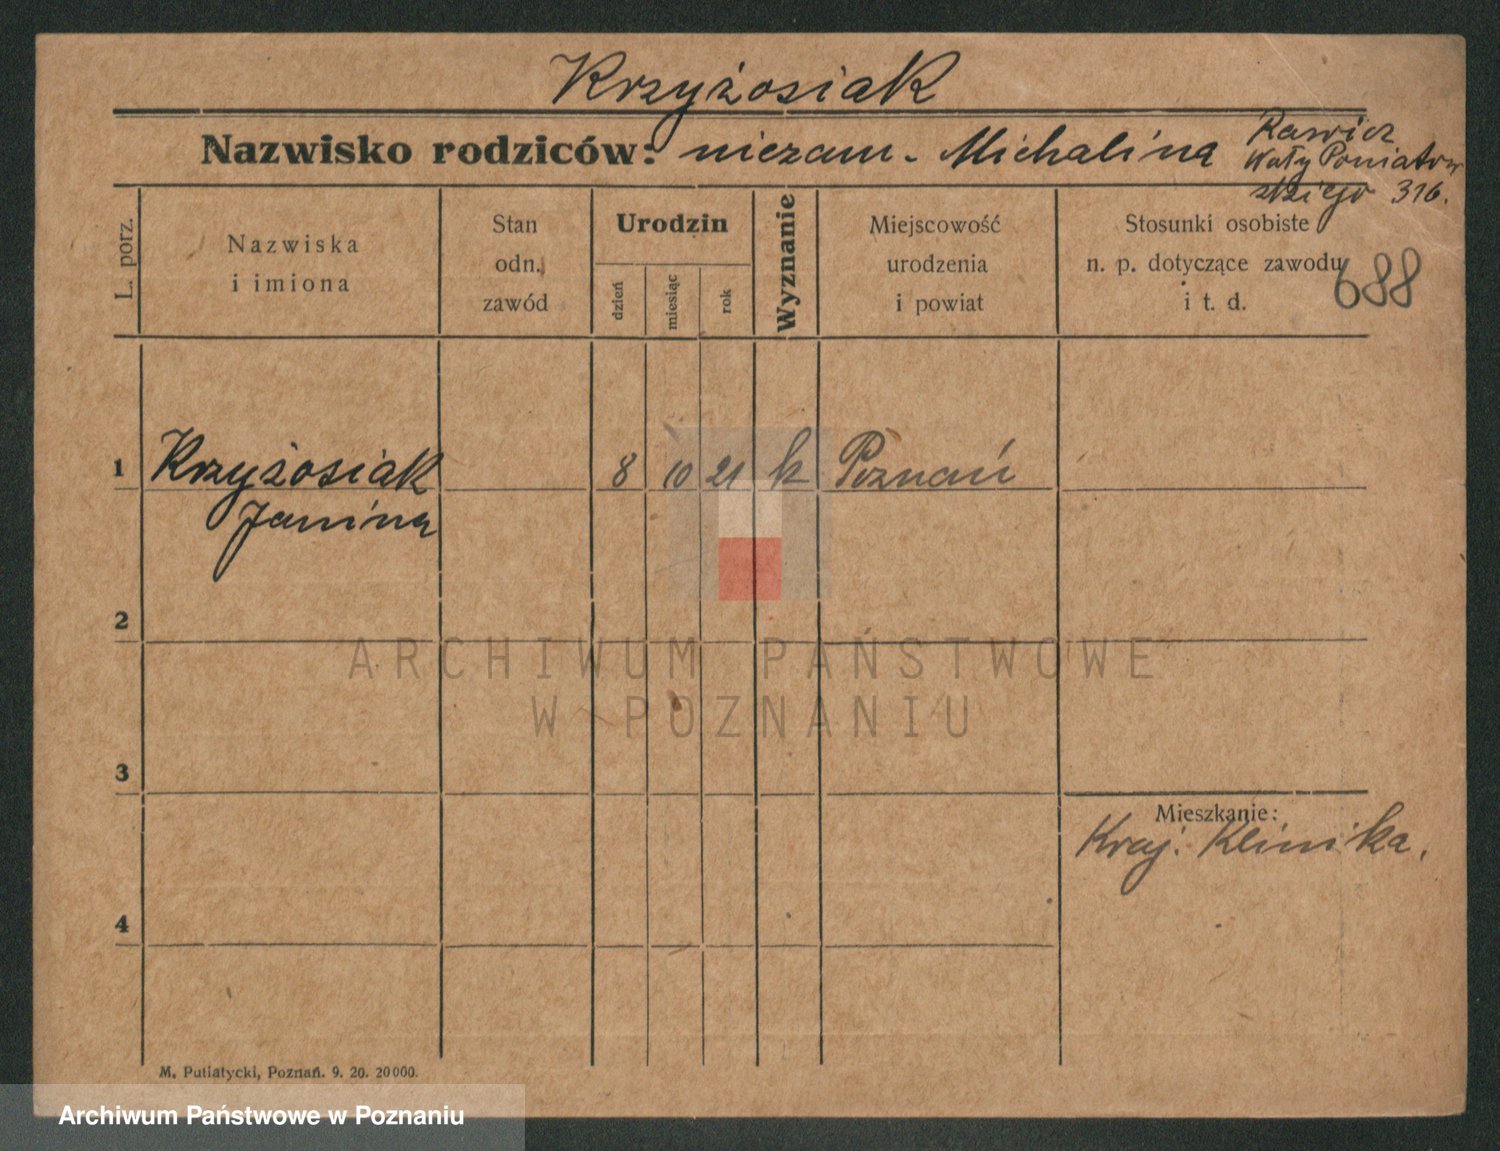 Krzyżosiak
Nazwisko rodziców: niezam. Michalina
Rawicz
Wały Poniatow
skiego 316.
L. porz.
Nazwiska
i imiona
Stan
odn.
zawód
Urodzin
dzień
miesiąc
rok
Wyznanie
Miejscowość
urodzenia
i powiat
Stosunki osobiste
n. p. dotyczące zawodu
i t. d.
688
1 Krzyżosiak 8 10 21 k Poznań
Janina
2
ARCHIWUM PAŃSTWOWE
W POZNANIU
3
Mieszkanie:
Kraj. Klinika.
4
M. Putiatycki, Poznań. 9. 20. 20000.
Archiwum Państwowe w Poznaniu